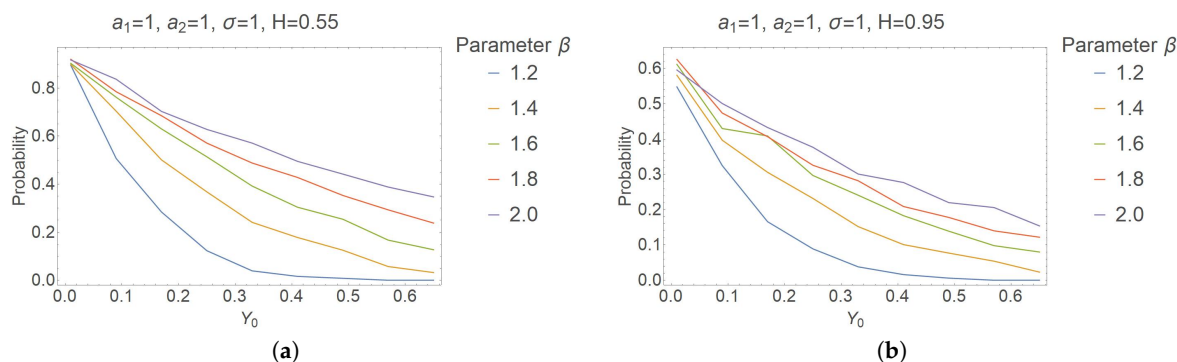 a₁=1, a₂=1, σ=1, H=0.55
Parameter β
1.2
1.4
1.6
1.8
2.0
Probability
0.8
0.6
0.4
0.2
0.0
0.0 0.1 0.2 0.3 0.4 0.5 0.6
Y₀
(a)
a₁=1, a₂=1, σ=1, H=0.95
Parameter β
1.2
1.4
1.6
1.8
2.0
Probability
0.6
0.5
0.4
0.3
0.2
0.1
0.0
0.0 0.1 0.2 0.3 0.4 0.5 0.6
Y₀
(b)